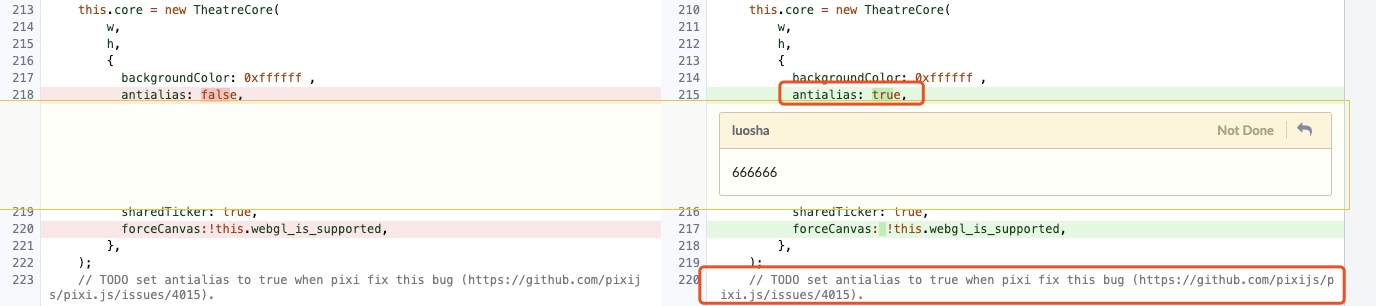 213 this.core = new TheatreCore(
214 w,
215 h,
216 {
217 backgroundColor: 0xffffff ,
218 antialias: false,
219 sharedTicker: true,
220 forceCanvas:!this.webgl_is_supported,
221 },
222 );
223 // TODO set antialias to true when pixi fix this bug (https://github.com/pixij
s/pixi.js/issues/4015).
210 this.core = new TheatreCore(
211 w,
212 h,
213 {
214 backgroundColor: 0xffffff ,
215 antialias: true,
luosha Not Done
666666
216 sharedTicker: true,
217 forceCanvas: !this.webgl_is_supported,
218 },
219 );
220 // TODO set antialias to true when pixi fix this bug (https://github.com/pixijs/p
ixi.js/issues/4015).